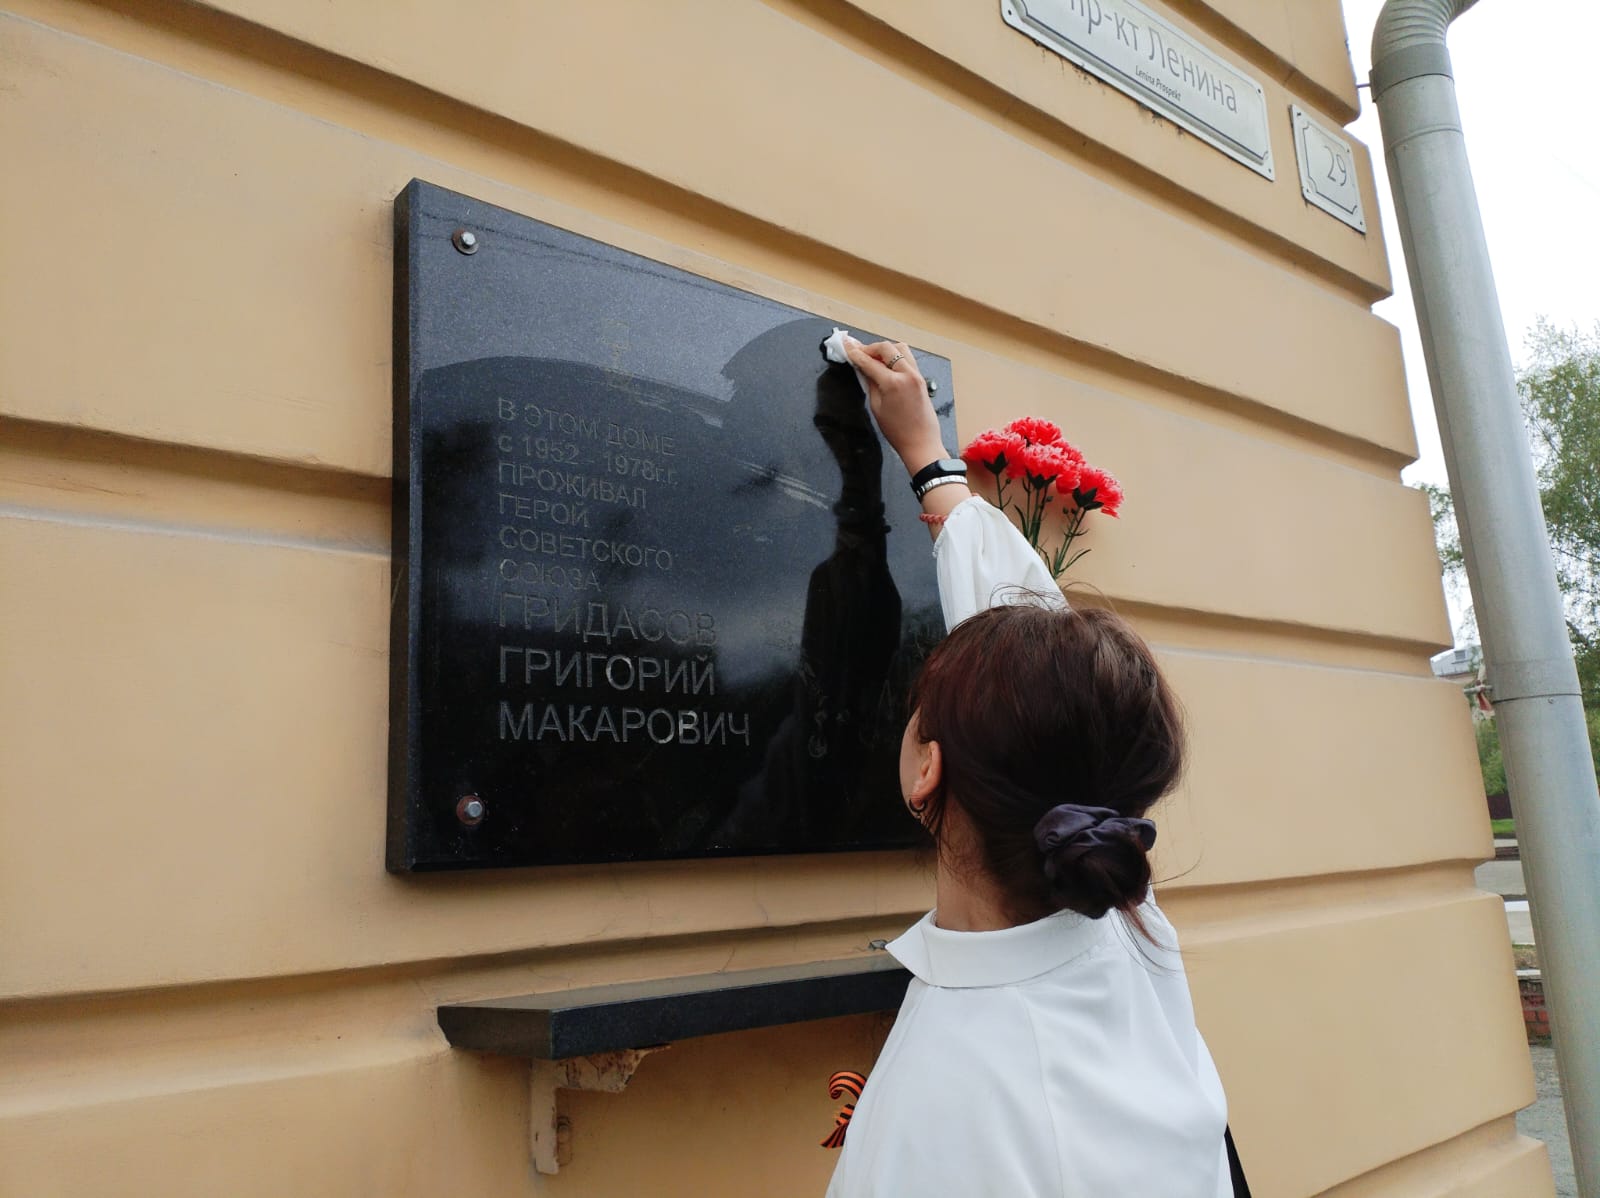 пр-кт Ленина
Lenina Prospekt
29
В ЭТОМ ДОМЕ
с 1952 - 1978г.г.
ПРОЖИВАЛ
ГЕРОЙ
СОВЕТСКОГО
СОЮЗА
ГРИДАСОВ
ГРИГОРИЙ
МАКАРОВИЧ